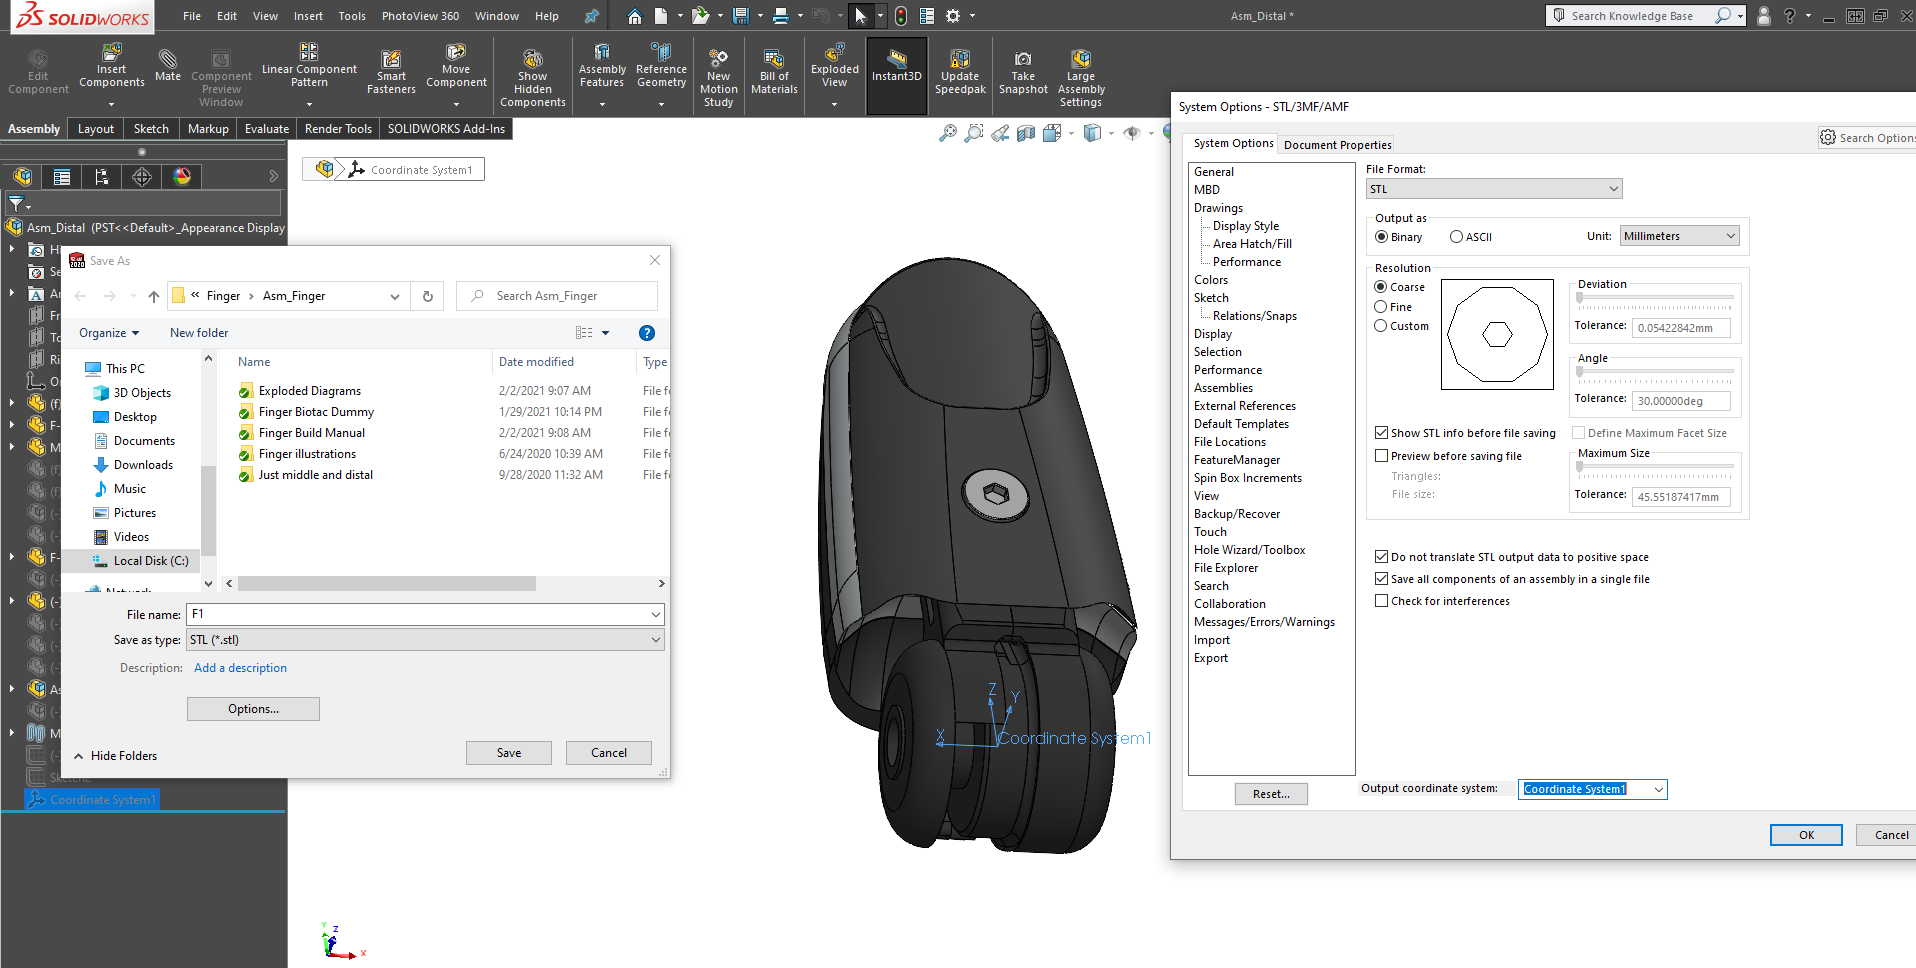 SOLIDWORKS
File Edit View Insert Tools PhotoView 360 Window Help
Asm_Distal *
Search Knowledge Base
Edit Component
Insert Components
Mate
Component Preview Window
Linear Component Pattern
Smart Fasteners
Move Component
Show Hidden Components
Assembly Features
Reference Geometry
New Motion Study
Bill of Materials
Exploded View
Instant3D
Update Speedpak
Take Snapshot
Large Assembly Settings
Assembly Layout Sketch Markup Evaluate Render Tools SOLIDWORKS Add-Ins
Coordinate System1
Asm_Distal (PST<<Default>_Appearance Display
Coordinate System1
Save As
« Finger › Asm_Finger
Search Asm_Finger
Organize New folder
This PC
3D Objects
Desktop
Documents
Downloads
Music
Pictures
Videos
Local Disk (C:)
Name Date modified Type
Exploded Diagrams 2/2/2021 9:07 AM File f
Finger Biotac Dummy 1/29/2021 10:14 PM File f
Finger Build Manual 2/2/2021 9:08 AM File f
Finger illustrations 6/24/2020 10:39 AM File f
Just middle and distal 9/28/2020 11:32 AM File f
File name: F1
Save as type: STL (*.stl)
Description: Add a description
Options...
Hide Folders
Save Cancel
Z
Y
X
Coordinate System1
Y
Z
X
System Options - STL/3MF/AMF
System Options Document Properties
Search Options
General
MBD
Drawings
Display Style
Area Hatch/Fill
Performance
Colors
Sketch
Relations/Snaps
Display
Selection
Performance
Assemblies
External References
Default Templates
File Locations
FeatureManager
Spin Box Increments
View
Backup/Recover
Touch
Hole Wizard/Toolbox
File Explorer
Search
Collaboration
Messages/Errors/Warnings
Import
Export
Reset...
File Format:
STL
Output as
Binary ASCII Unit: Millimeters
Resolution
Coarse
Fine
Custom
Deviation
Tolerance: 0.05422842mm
Angle
Tolerance: 30.00000deg
Show STL info before file saving
Define Maximum Facet Size
Preview before saving file
Triangles:
File size:
Maximum Size
Tolerance: 45.55187417mm
Do not translate STL output data to positive space
Save all components of an assembly in a single file
Check for interferences
Output coordinate system: Coordinate System1
OK Cancel